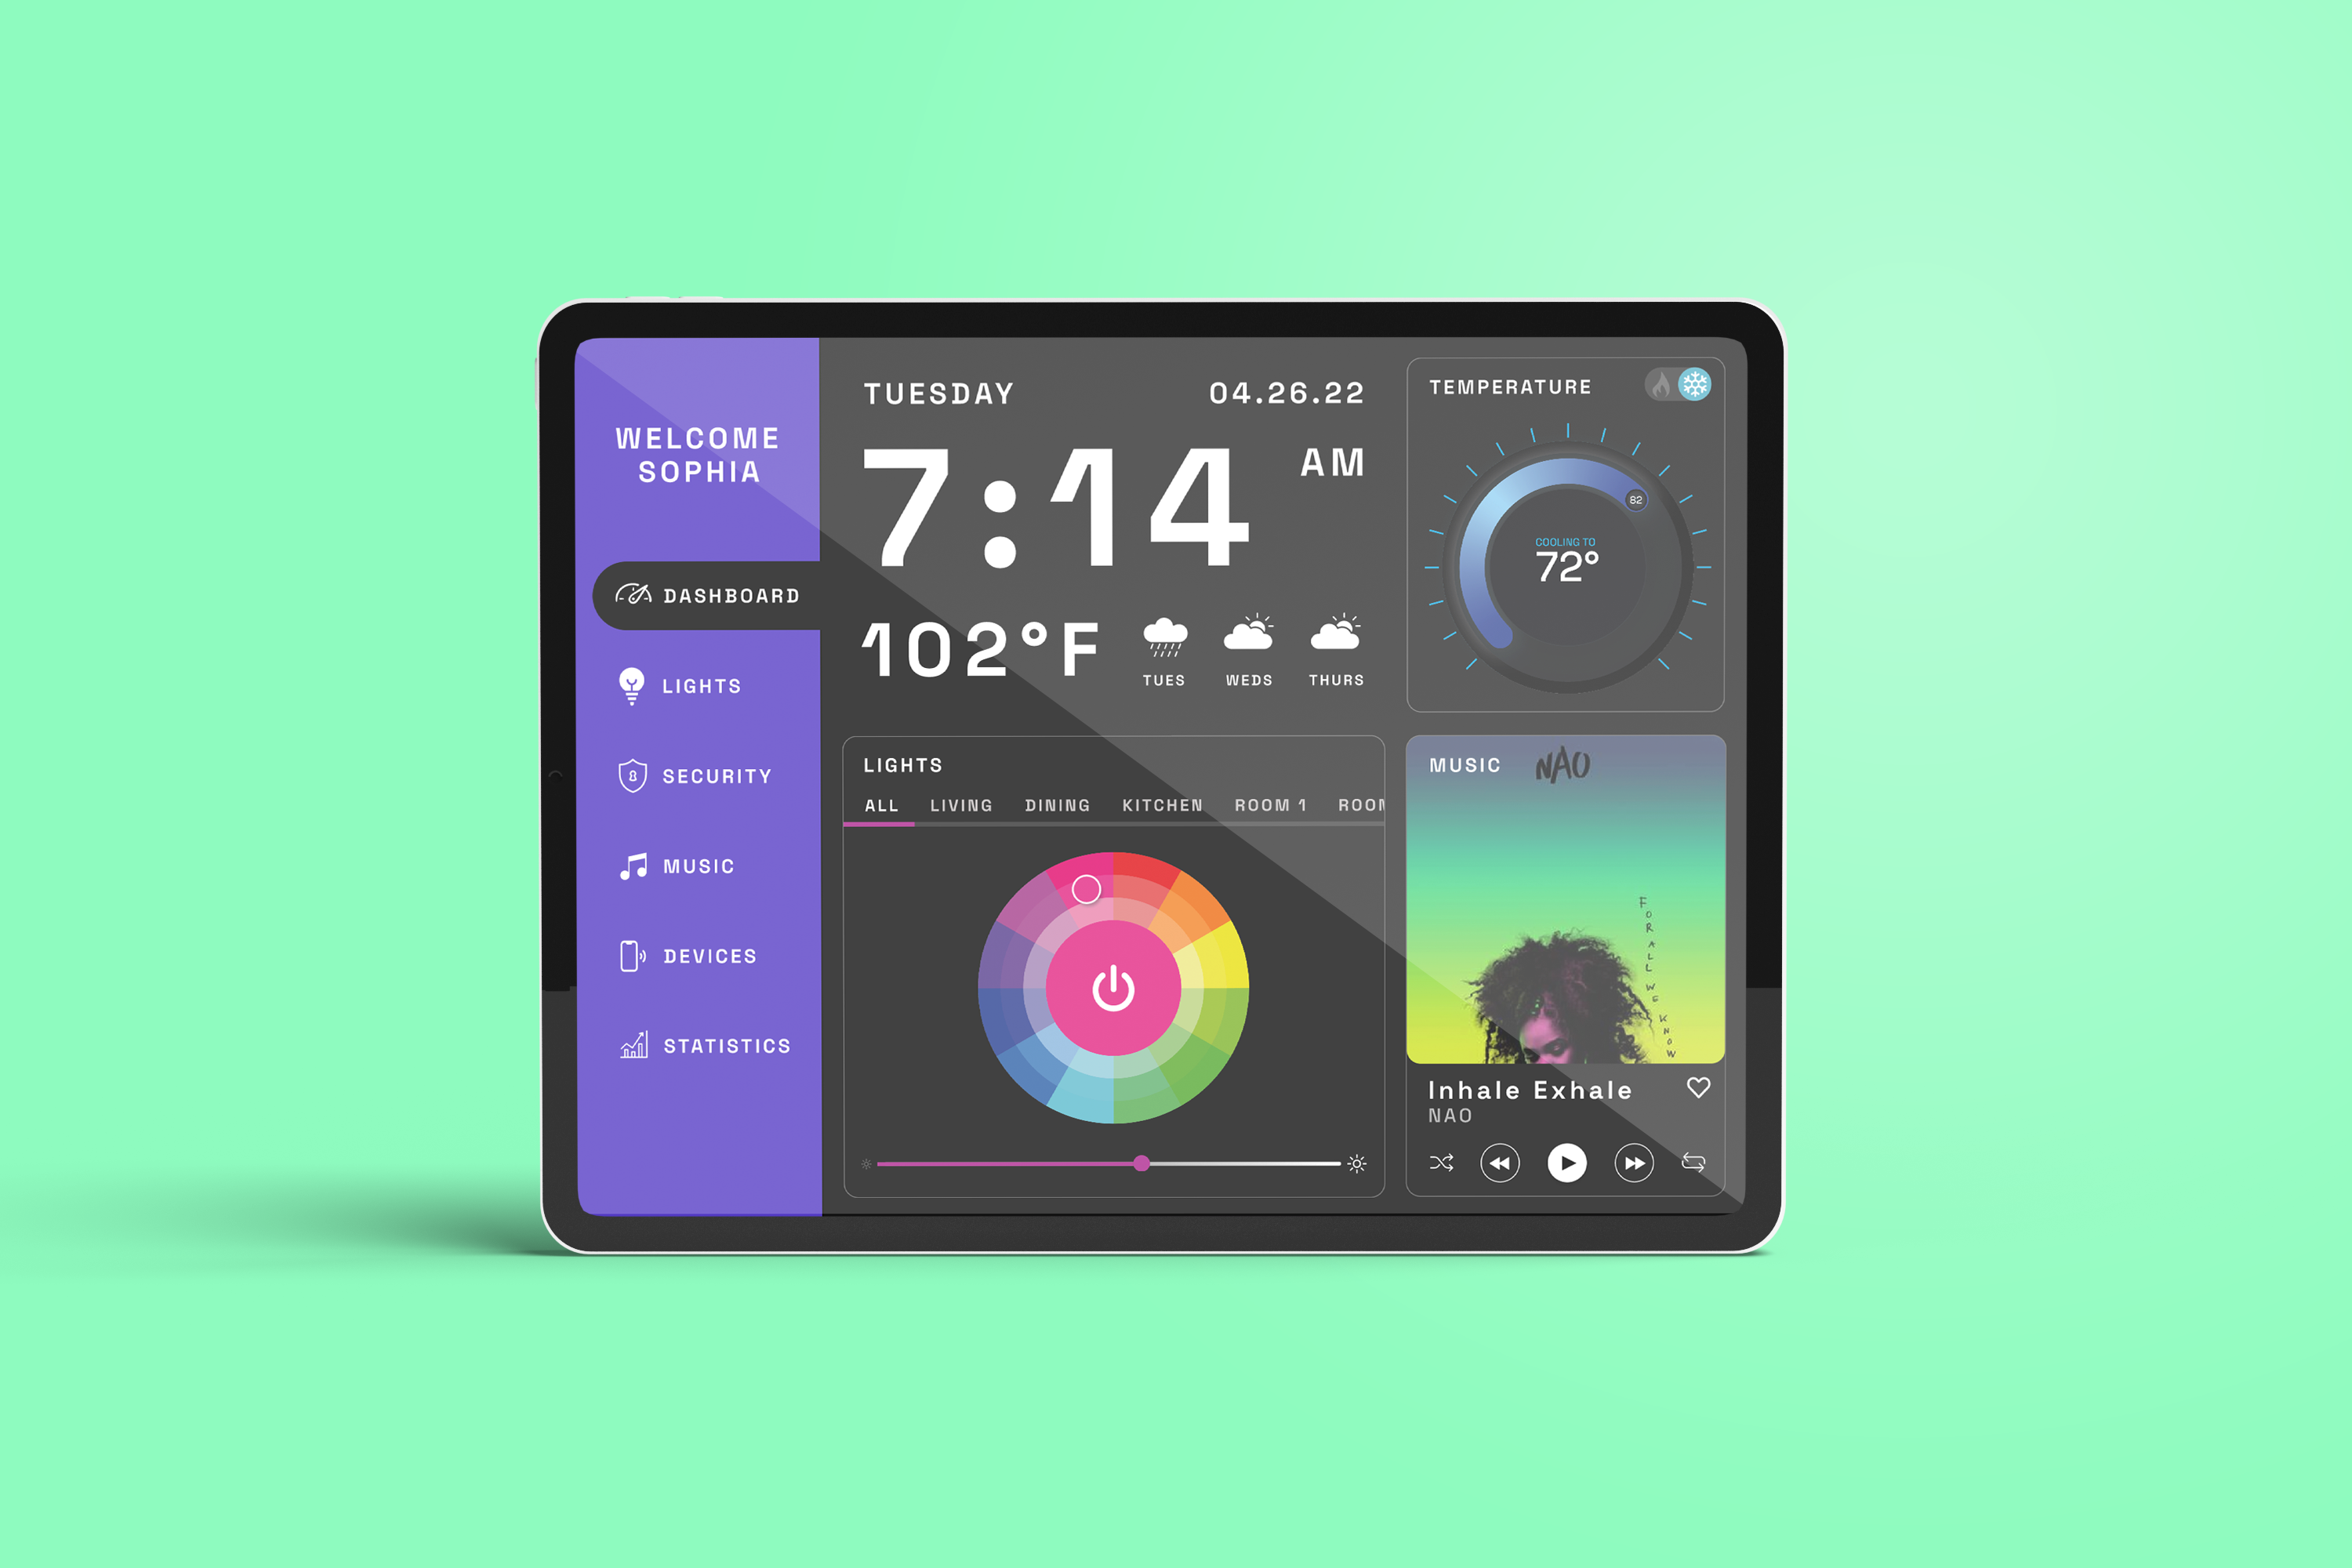 WELCOME
SOPHIA
DASHBOARD
LIGHTS
SECURITY
MUSIC
DEVICES
STATISTICS
TUESDAY
04.26.22
7:14 AM
102°F
TUES
WEDS
THURS
TEMPERATURE
82
COOLING TO
72°
LIGHTS
ALL
LIVING
DINING
KITCHEN
ROOM 1
ROOM
MUSIC
NAO
FOR ALL WE KNOW
Inhale Exhale
NAO